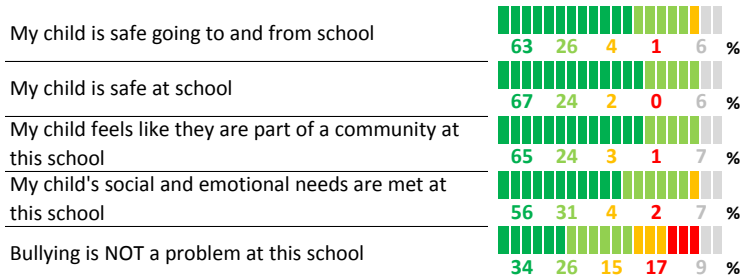 My child is safe going to and from school
63 26 4 1 6 %
My child is safe at school
67 24 2 0 6 %
My child feels like they are part of a community at
this school
65 24 3 1 7 %
My child's social and emotional needs are met at
this school
56 31 4 2 7 %
Bullying is NOT a problem at this school
34 26 15 17 9 %